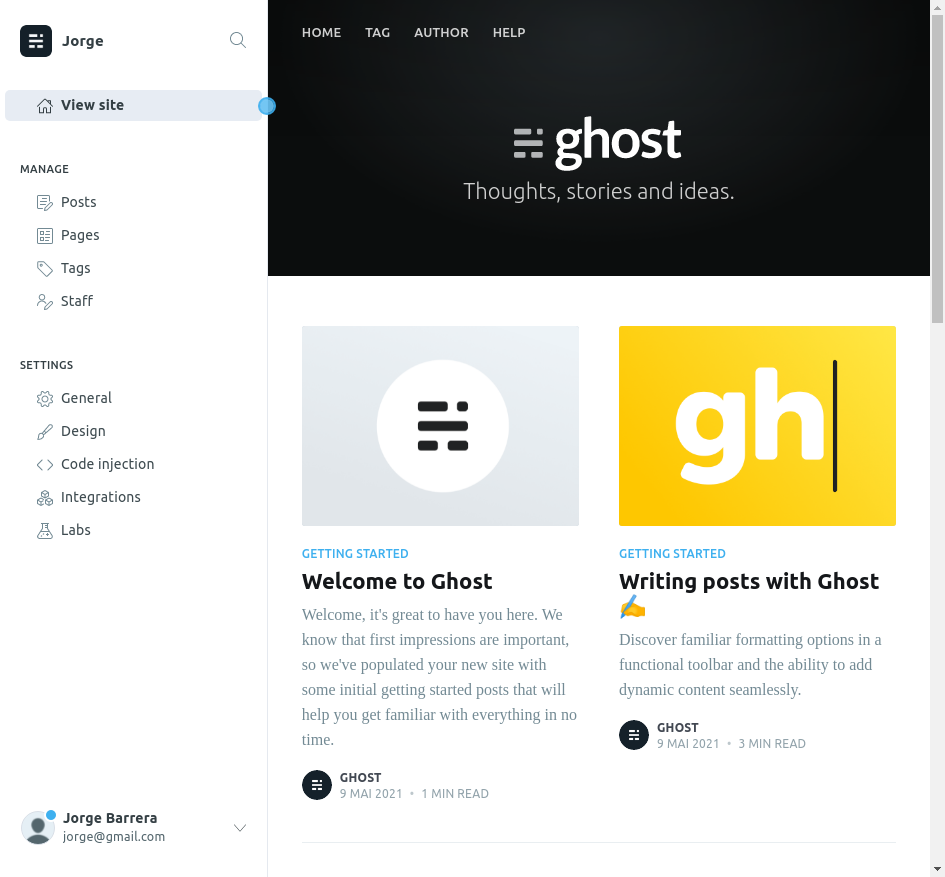 Jorge
View site
MANAGE
Posts
Pages
Tags
Staff
SETTINGS
General
Design
Code injection
Integrations
Labs
Jorge Barrera
jorge@gmail.com
HOME TAG AUTHOR HELP
ghost
Thoughts, stories and ideas.
GETTING STARTED
Welcome to Ghost
Welcome, it's great to have you here. We
know that first impressions are important,
so we've populated your new site with
some initial getting started posts that will
help you get familiar with everything in no
time.
GHOST
9 MAI 2021 • 1 MIN READ
gh
GETTING STARTED
Writing posts with Ghost
✍️
Discover familiar formatting options in a
functional toolbar and the ability to add
dynamic content seamlessly.
GHOST
9 MAI 2021 • 3 MIN READ